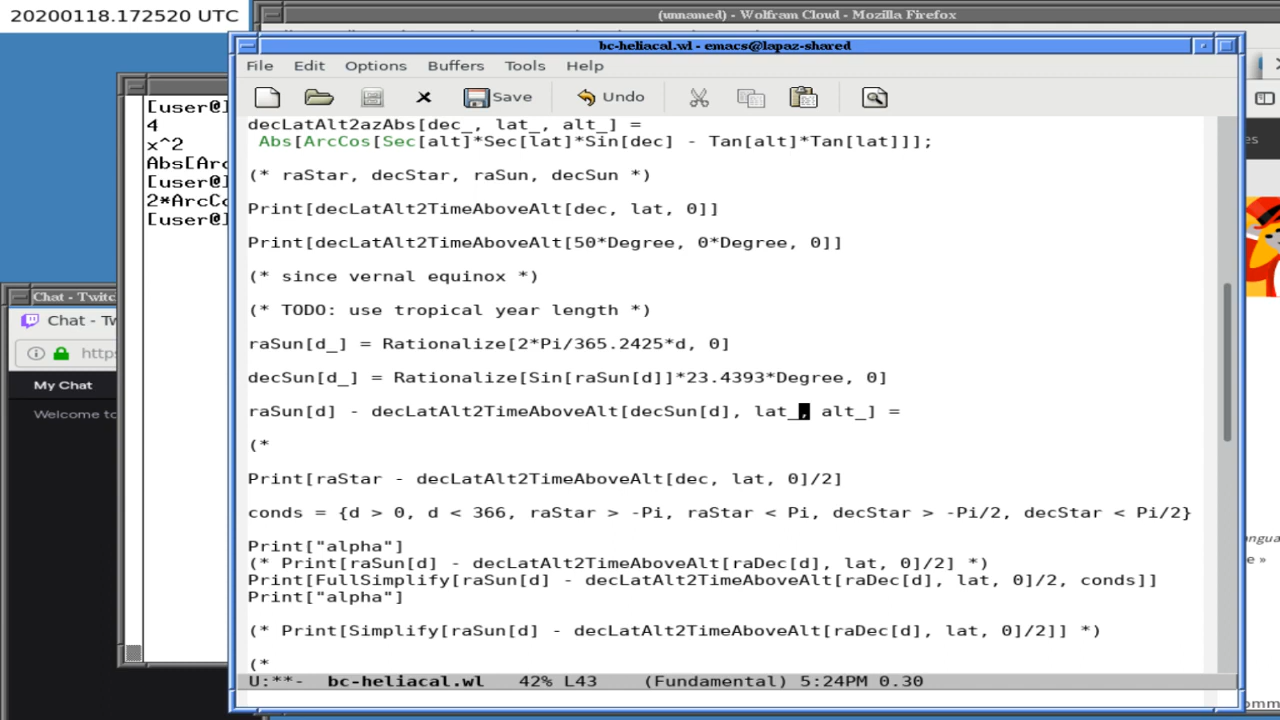 20200118.172520 UTC
(unnamed) - Wolfram Cloud - Mozilla Firefox
bc-heliacal.wl - emacs@lapaz-shared
File Edit Options Buffers Tools Help
Save Undo
decLatAlt2azAbs[dec_, lat_, alt_] =
Abs[ArcCos[Sec[alt]*Sec[lat]*Sin[dec] - Tan[alt]*Tan[lat]]];
(* raStar, decStar, raSun, decSun *)
Print[decLatAlt2TimeAboveAlt[dec, lat, 0]]
Print[decLatAlt2TimeAboveAlt[50*Degree, 0*Degree, 0]]
(* since vernal equinox *)
(* TODO: use tropical year length *)
raSun[d_] = Rationalize[2*Pi/365.2425*d, 0]
decSun[d_] = Rationalize[Sin[raSun[d]]*23.4393*Degree, 0]
raSun[d] - decLatAlt2TimeAboveAlt[decSun[d], lat_, alt_] =
(*
Print[raStar - decLatAlt2TimeAboveAlt[dec, lat, 0]/2]
conds = {d > 0, d < 366, raStar > -Pi, raStar < Pi, decStar > -Pi/2, decStar < Pi/2}
Print["alpha"]
(* Print[raSun[d] - decLatAlt2TimeAboveAlt[raDec[d], lat, 0]/2] *)
Print[FullSimplify[raSun[d] - decLatAlt2TimeAboveAlt[raDec[d], lat, 0]/2, conds]]
Print["alpha"]
(* Print[Simplify[raSun[d] - decLatAlt2TimeAboveAlt[raDec[d], lat, 0]/2]] *)
(*
U:**- bc-heliacal.wl 42% L43 (Fundamental) 5:24PM 0.30
[user@]
4
x^2
Abs[Arc
[user@]
2*ArcCo
[user@]
Chat - Twitc
Chat - Tw
https
My Chat
Welcome to